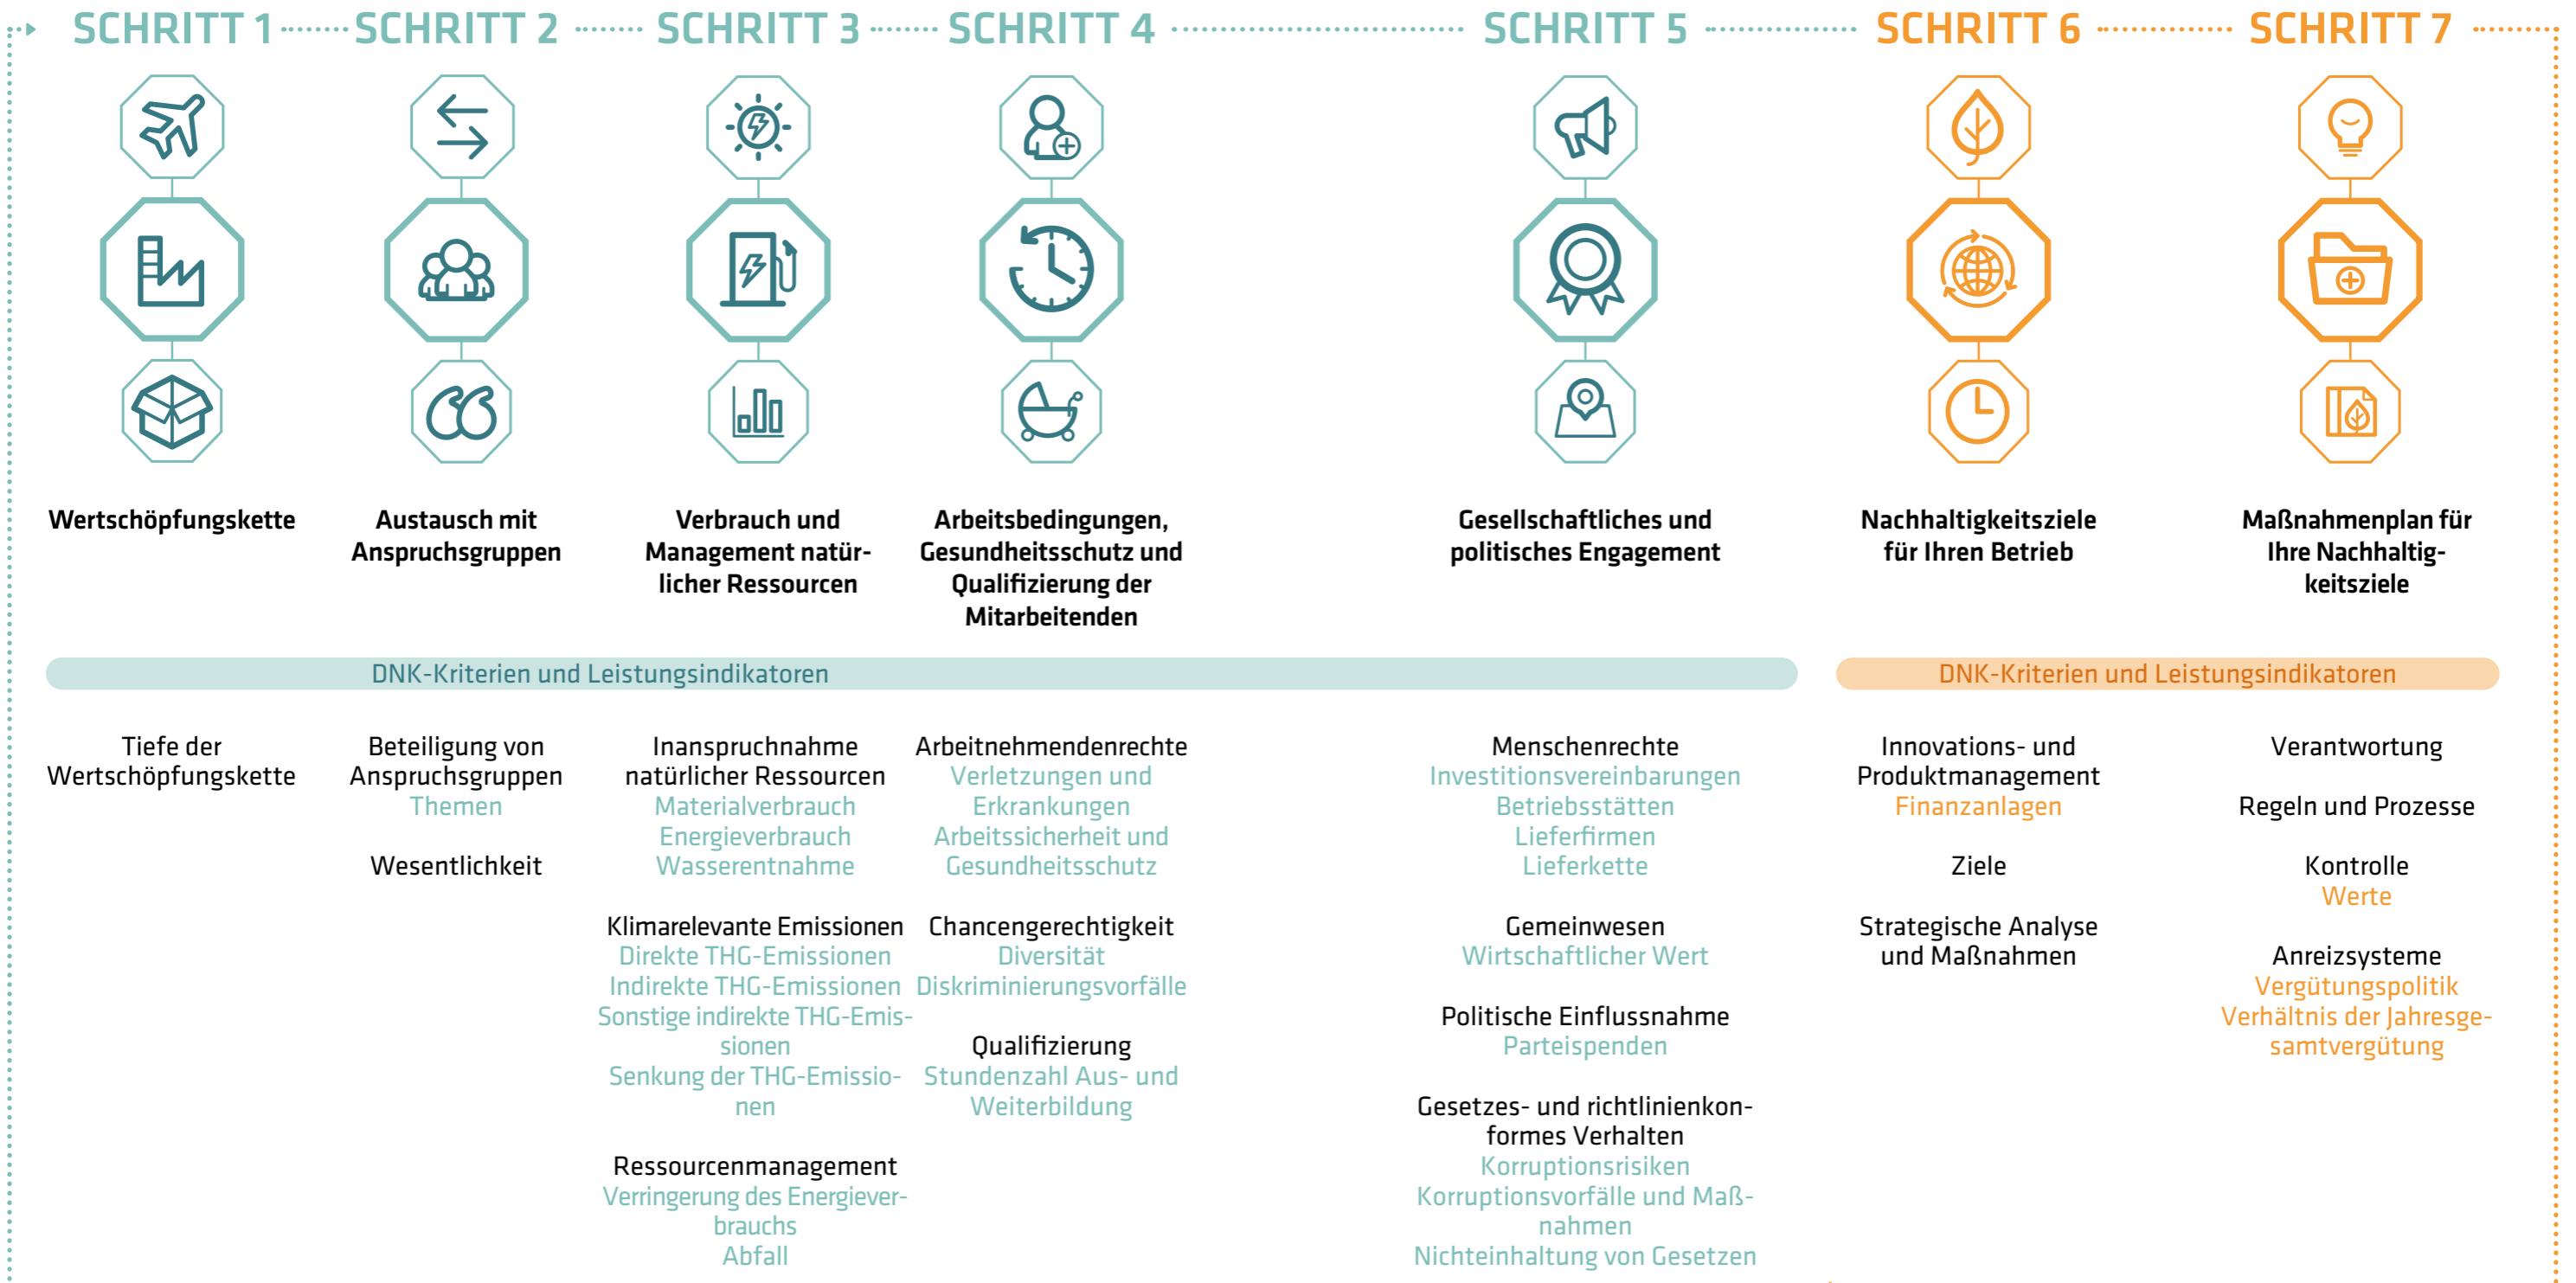 SCHRITT 1
SCHRITT 2
SCHRITT 3
SCHRITT 4
SCHRITT 5
SCHRITT 6
SCHRITT 7
Wertschöpfungskette
Austausch mit
Anspruchsgruppen
Verbrauch und
Management natür-
licher Ressourcen
Arbeitsbedingungen,
Gesundheitsschutz und
Qualifizierung der
Mitarbeitenden
Gesellschaftliches und
politisches Engagement
Nachhaltigkeitsziele
für Ihren Betrieb
Maßnahmenplan für
Ihre Nachhaltig-
keitsziele
DNK-Kriterien und Leistungsindikatoren
DNK-Kriterien und Leistungsindikatoren
Tiefe der
Wertschöpfungskette
Beteiligung von
Anspruchsgruppen
Themen
Wesentlichkeit
Inanspruchnahme
natürlicher Ressourcen
Materialverbrauch
Energieverbrauch
Wasserentnahme
Klimarelevante Emissionen
Direkte THG-Emissionen
Indirekte THG-Emissionen
Sonstige indirekte THG-Emis-
sionen
Senkung der THG-Emissio-
nen
Ressourcenmanagement
Verringerung des Energiever-
brauchs
Abfall
Arbeitnehmendenrechte
Verletzungen und
Erkrankungen
Arbeitssicherheit und
Gesundheitsschutz
Chancengerechtigkeit
Diversität
Diskriminierungsvorfälle
Qualifizierung
Stundenzahl Aus- und
Weiterbildung
Menschenrechte
Investitionsvereinbarungen
Betriebsstätten
Lieferfirmen
Lieferkette
Gemeinwesen
Wirtschaftlicher Wert
Politische Einflussnahme
Parteispenden
Gesetzes- und richtlinienkon-
formes Verhalten
Korruptionsrisiken
Korruptionsvorfälle und Maß-
nahmen
Nichteinhaltung von Gesetzen
Innovations- und
Produktmanagement
Finanzanlagen
Ziele
Strategische Analyse
und Maßnahmen
Verantwortung
Regeln und Prozesse
Kontrolle
Werte
Anreizsysteme
Vergütungspolitik
Verhältnis der Jahresge-
samtvergütung